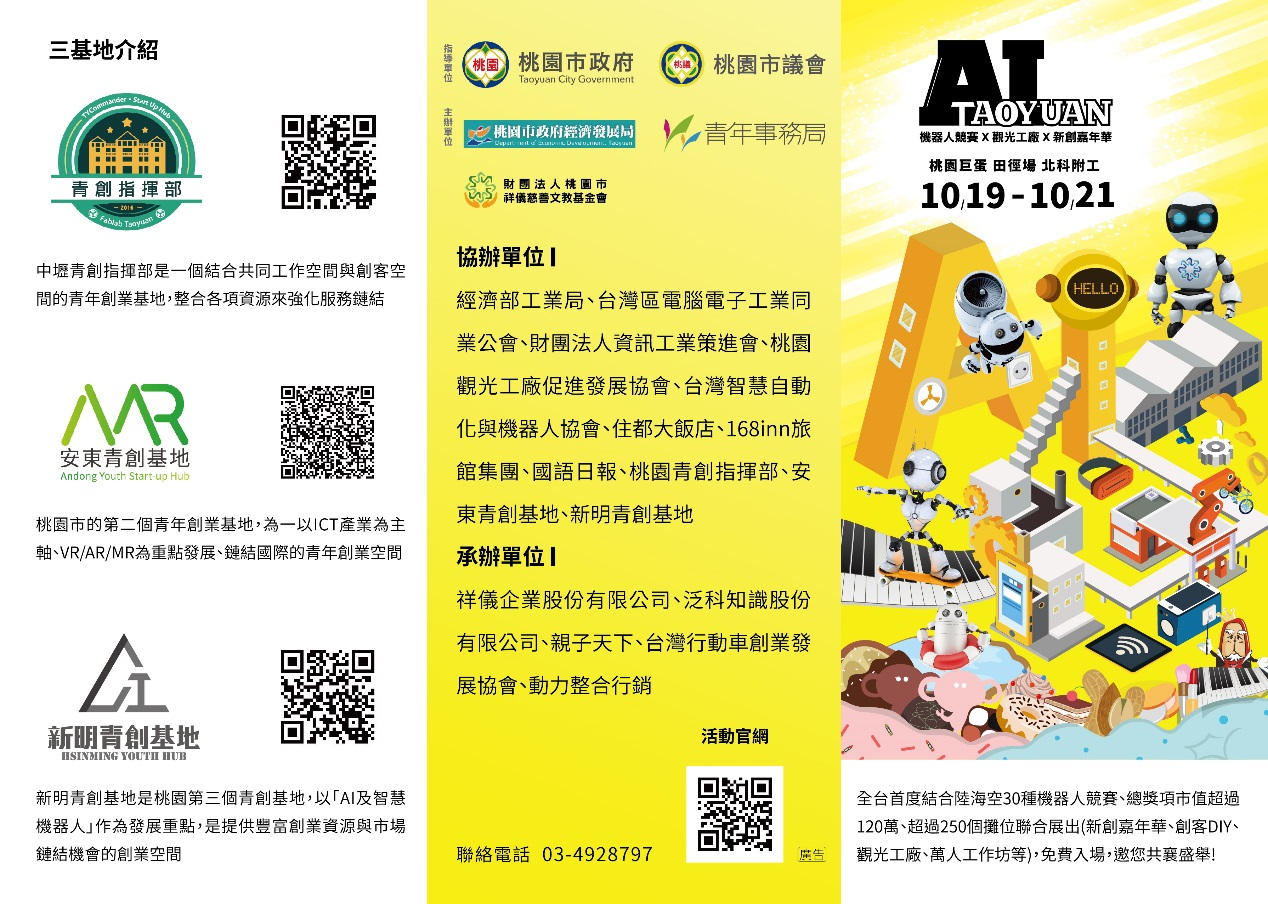 三基地介紹
TYCommander • Start Up Hub
青創指揮部
2016
Fablab Taoyuan
中壢青創指揮部是一個結合共同工作空間與創客空
間的青年創業基地,整合各項資源來強化服務鏈結
安東青創基地
Andong Youth Start-up Hub
桃園市的第二個青年創業基地,為一以ICT產業為主
軸、VR/AR/MR為重點發展、鏈結國際的青年創業空間
新明青創基地
HSINMING YOUTH HUB
新明青創基地是桃園第三個青創基地,以「AI及智慧
機器人」作為發展重點,是提供豐富創業資源與市場
鏈結機會的創業空間
指導單位
桃園
桃園市政府
Taoyuan City Government
桃議
桃園市議會
主辦單位
桃園市政府經濟發展局
Department of Economic Development, Taoyuan
青年事務局
財團法人桃園市
祥儀慈善文教基金會
協辦單位 |
經濟部工業局、台灣區電腦電子工業同
業公會、財團法人資訊工業策進會、桃園
觀光工廠促進發展協會、台灣智慧自動
化與機器人協會、住都大飯店、168inn旅
館集團、國語日報、桃園青創指揮部、安
東青創基地、新明青創基地
承辦單位 |
祥儀企業股份有限公司、泛科知識股份
有限公司、親子天下、台灣行動車創業發
展協會、動力整合行銷
活動官網
聯絡電話 03-4928797
廣告
AI
TAOYUAN
機器人競賽 X 觀光工廠 X 新創嘉年華
桃園巨蛋 田徑場 北科附工
10/19-10/21
HELLO
全台首度結合陸海空30種機器人競賽、總獎項市值超過
120萬、超過250個攤位聯合展出(新創嘉年華、創客DIY、
觀光工廠、萬人工作坊等),免費入場,邀您共襄盛舉!